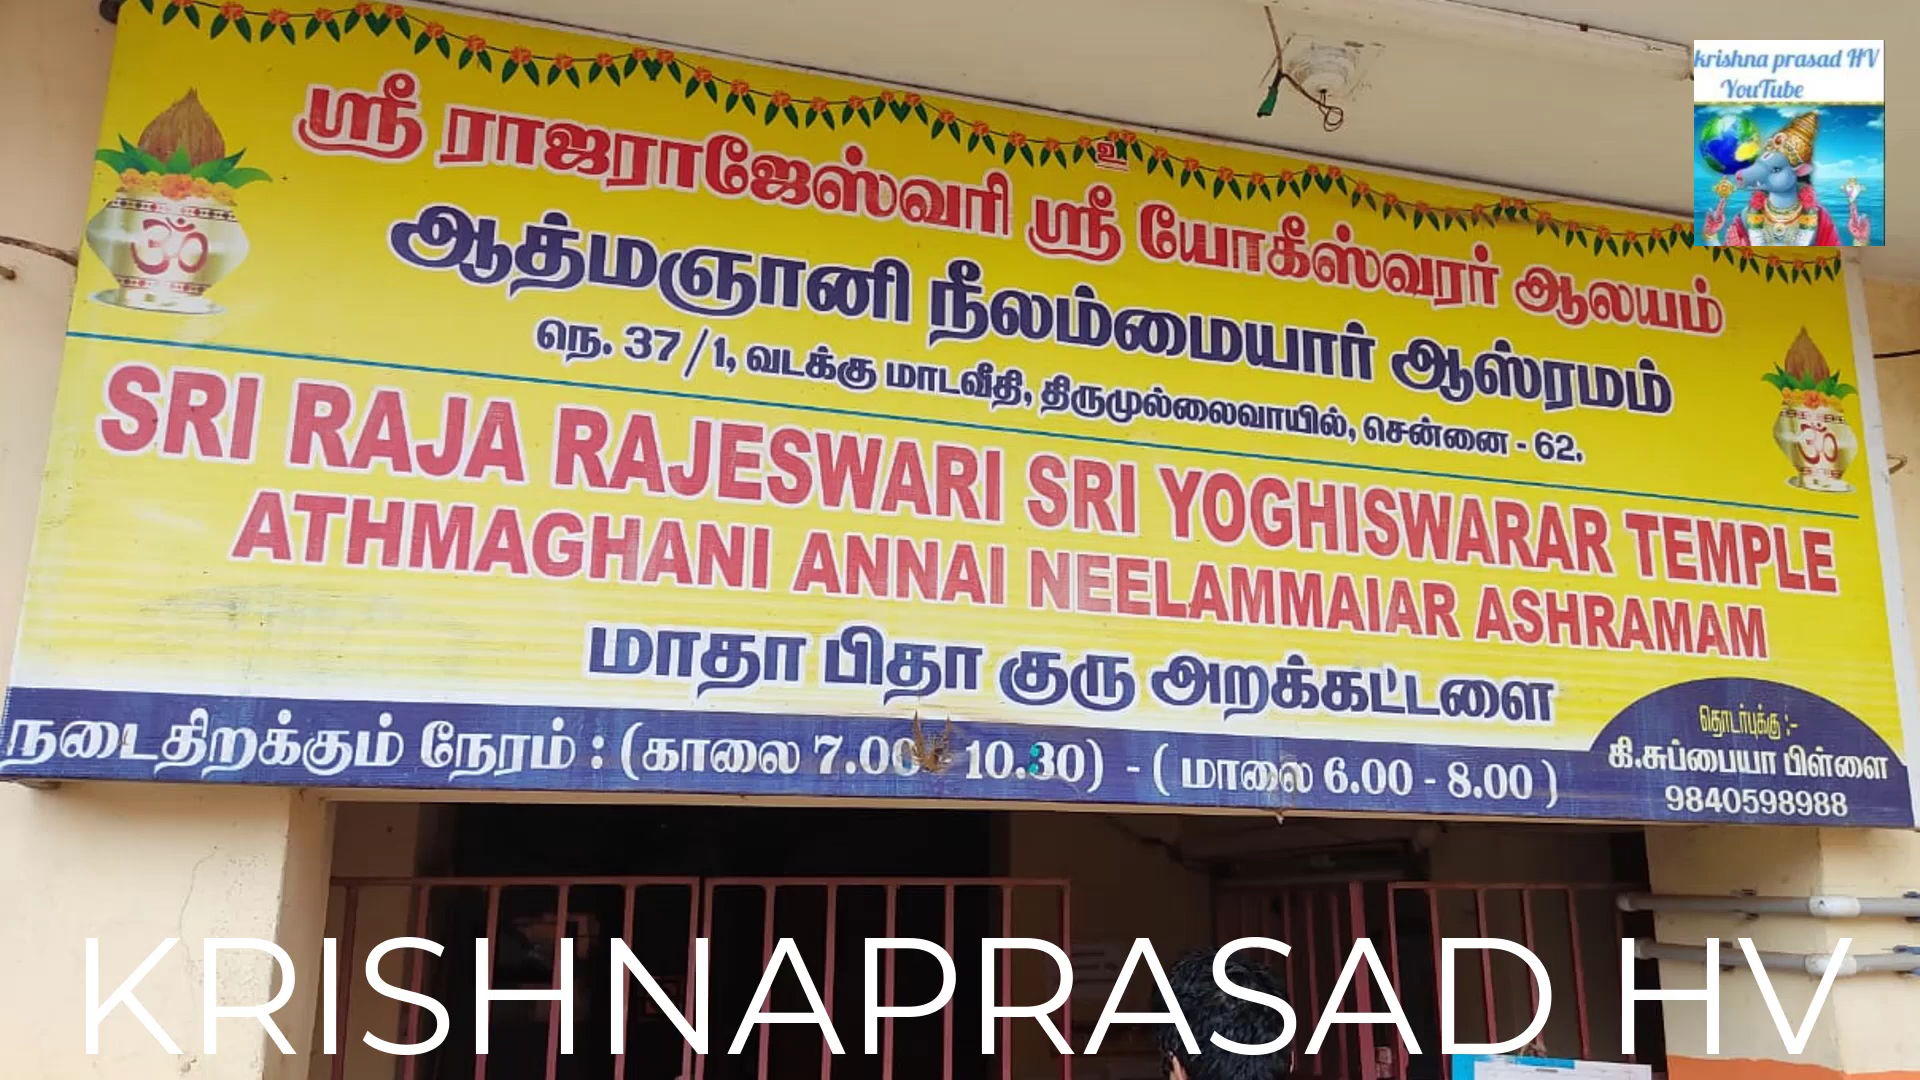 krishna prasad HV
YouTube
உ
ஸ்ரீ ராஜராஜேஸ்வரி ஸ்ரீ யோகீஸ்வரர் ஆலயம்
ஆத்மஞானி நீலம்மையார் ஆஸ்ரமம்
நெ. 37/1, வடக்கு மாடவீதி, திருமுல்லைவாயில், சென்னை - 62.
ॐ
ॐ
SRI RAJA RAJESWARI SRI YOGHISWARAR TEMPLE
ATHMAGHANI ANNAI NEELAMMAIAR ASHRAMAM
மாதா பிதா குரு அறக்கட்டளை
நடைதிறக்கும் நேரம் : (காலை 7.00 - 10.30) - ( மாலை 6.00 - 8.00 )
தொடர்புக்கு :-
கி.சுப்பையா பிள்ளை
9840598988
KRISHNAPRASAD HV